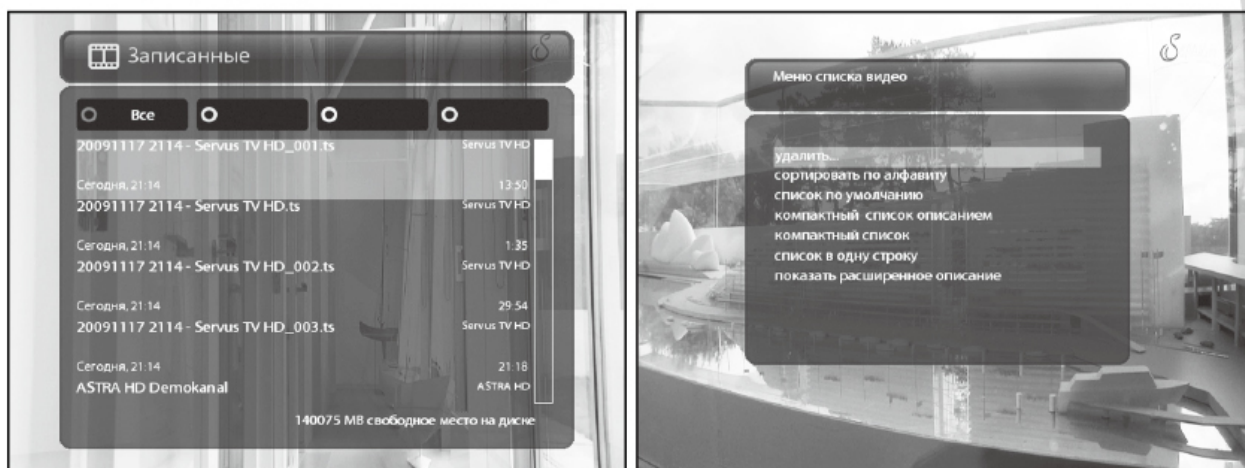 Записанные
Все
20091117 2114 - Servus TV HD_001.ts
Servus TV HD
Сегодня, 21:14
13:50
20091117 2114 - Servus TV HD.ts
Servus TV HD
Сегодня, 21:14
1:35
20091117 2114 - Servus TV HD_002.ts
Servus TV HD
Сегодня, 21:14
29:54
20091117 2114 - Servus TV HD_003.ts
Servus TV HD
Сегодня, 21:14
21:18
ASTRA HD Demokanal
ASTRA HD
140075 MB свободное место на диске
Меню списка видео
удалить...
сортировать по алфавиту
список по умолчанию
компактный список описанием
компактный список
список в одну строку
показать расширенное описание